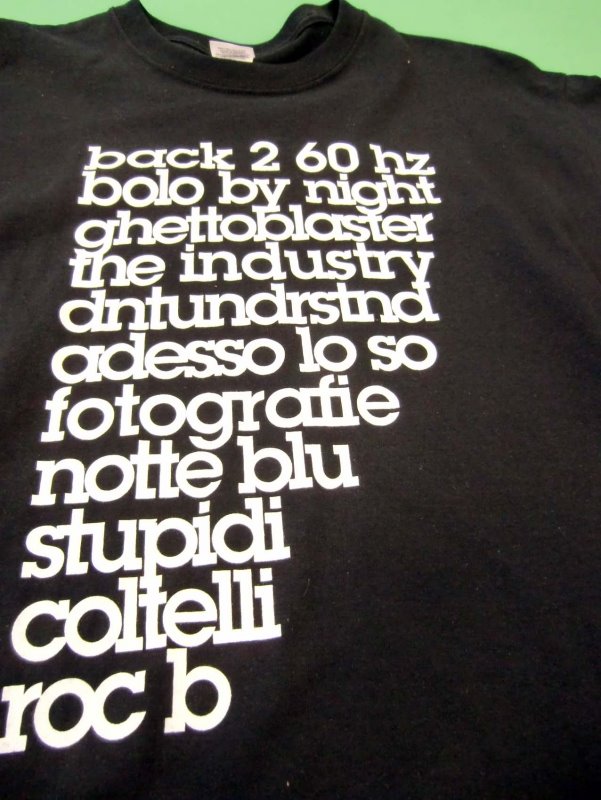 back 2 60 hz
bolo by night
ghettoblaster
the industry
dntundrstnd
adesso lo so
fotografie
notte blu
stupidi
coltelli
roc b